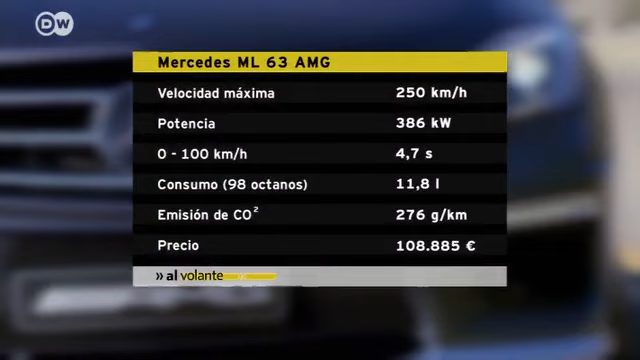 DW
Mercedes ML 63 AMG
Velocidad máxima 250 km/h
Potencia 386 kW
0 - 100 km/h 4,7 s
Consumo (98 octanos) 11,8 l
Emisión de CO² 276 g/km
Precio 108.885 €
» al volante